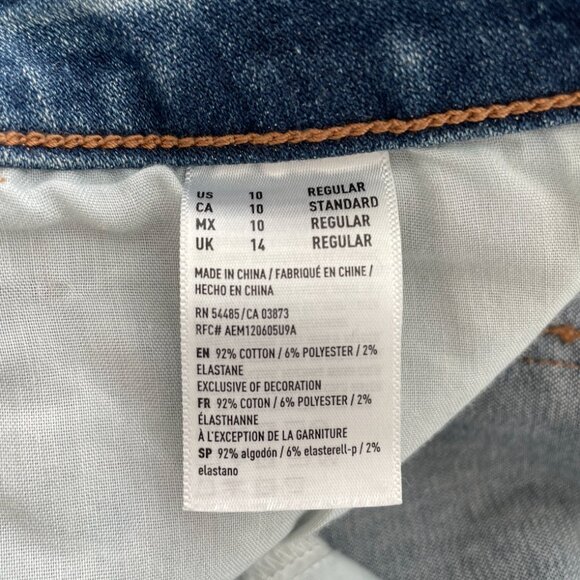 US 10 REGULAR
CA 10 STANDARD
MX 10 REGULAR
UK 14 REGULAR
MADE IN CHINA / FABRIQUÉ EN CHINE /
HECHO EN CHINA
RN 54485/CA 03873
RFC# AEM120605U9A
EN 92% COTTON / 6% POLYESTER / 2%
ELASTANE
EXCLUSIVE OF DECORATION
FR 92% COTON / 6% POLYESTER / 2%
ÉLASTHANNE
À L'EXCEPTION DE LA GARNITURE
SP 92% algodón / 6% elasterell-p / 2%
elastano